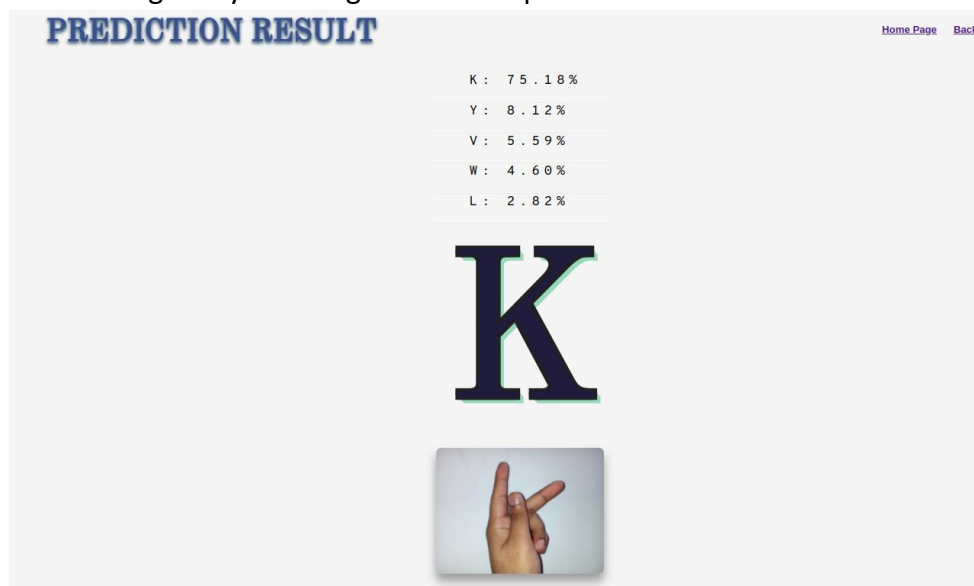 PREDICTION RESULT
Home Page
K: 75.18%
Y: 8.12%
V: 5.59%
W: 4.60%
L: 2.82%
K